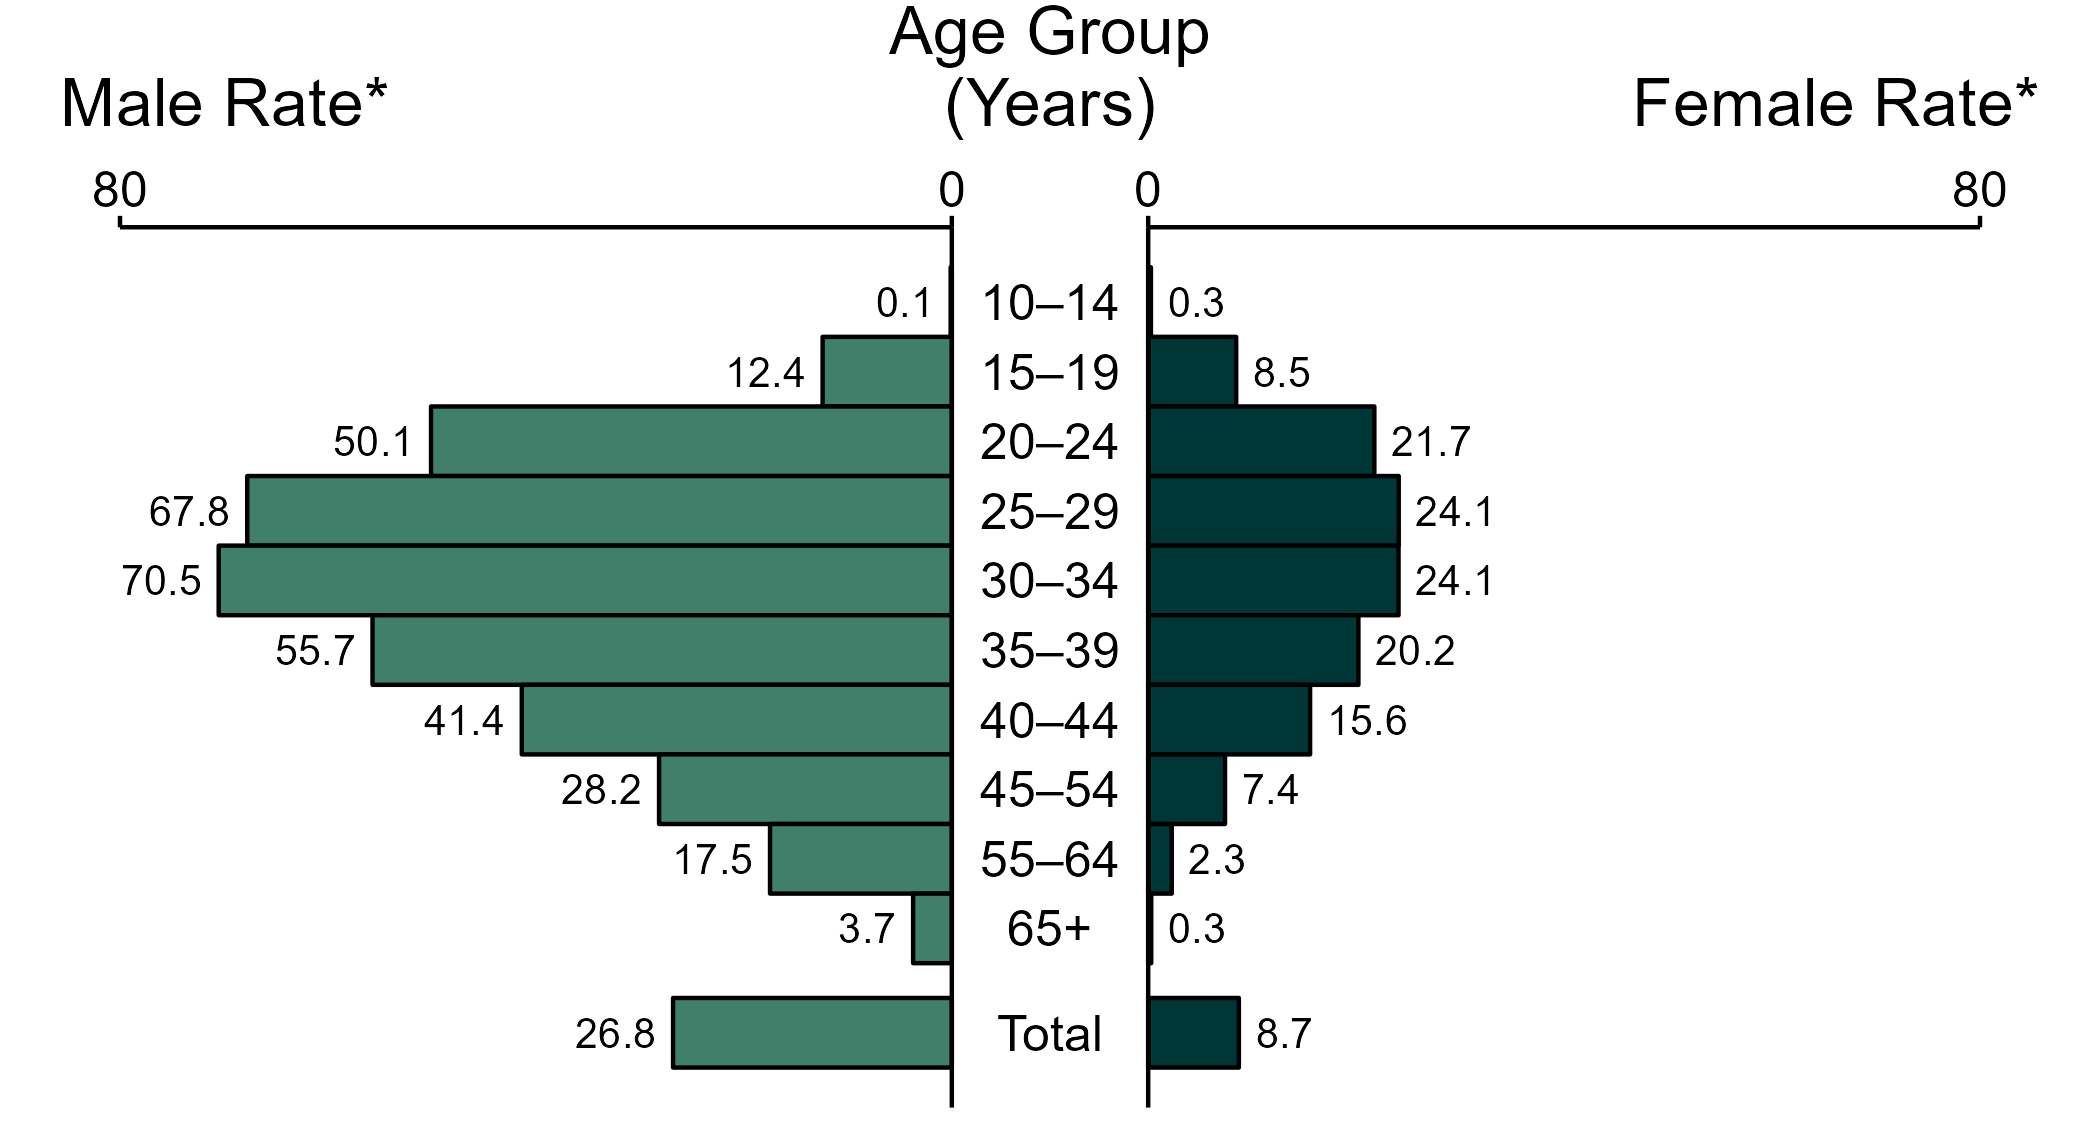 Age Group
(Years)
Male Rate*
Female Rate*
80 0 0 80
0.1 10–14 0.3
12.4 15–19 8.5
50.1 20–24 21.7
67.8 25–29 24.1
70.5 30–34 24.1
55.7 35–39 20.2
41.4 40–44 15.6
28.2 45–54 7.4
17.5 55–64 2.3
3.7 65+ 0.3
26.8 Total 8.7